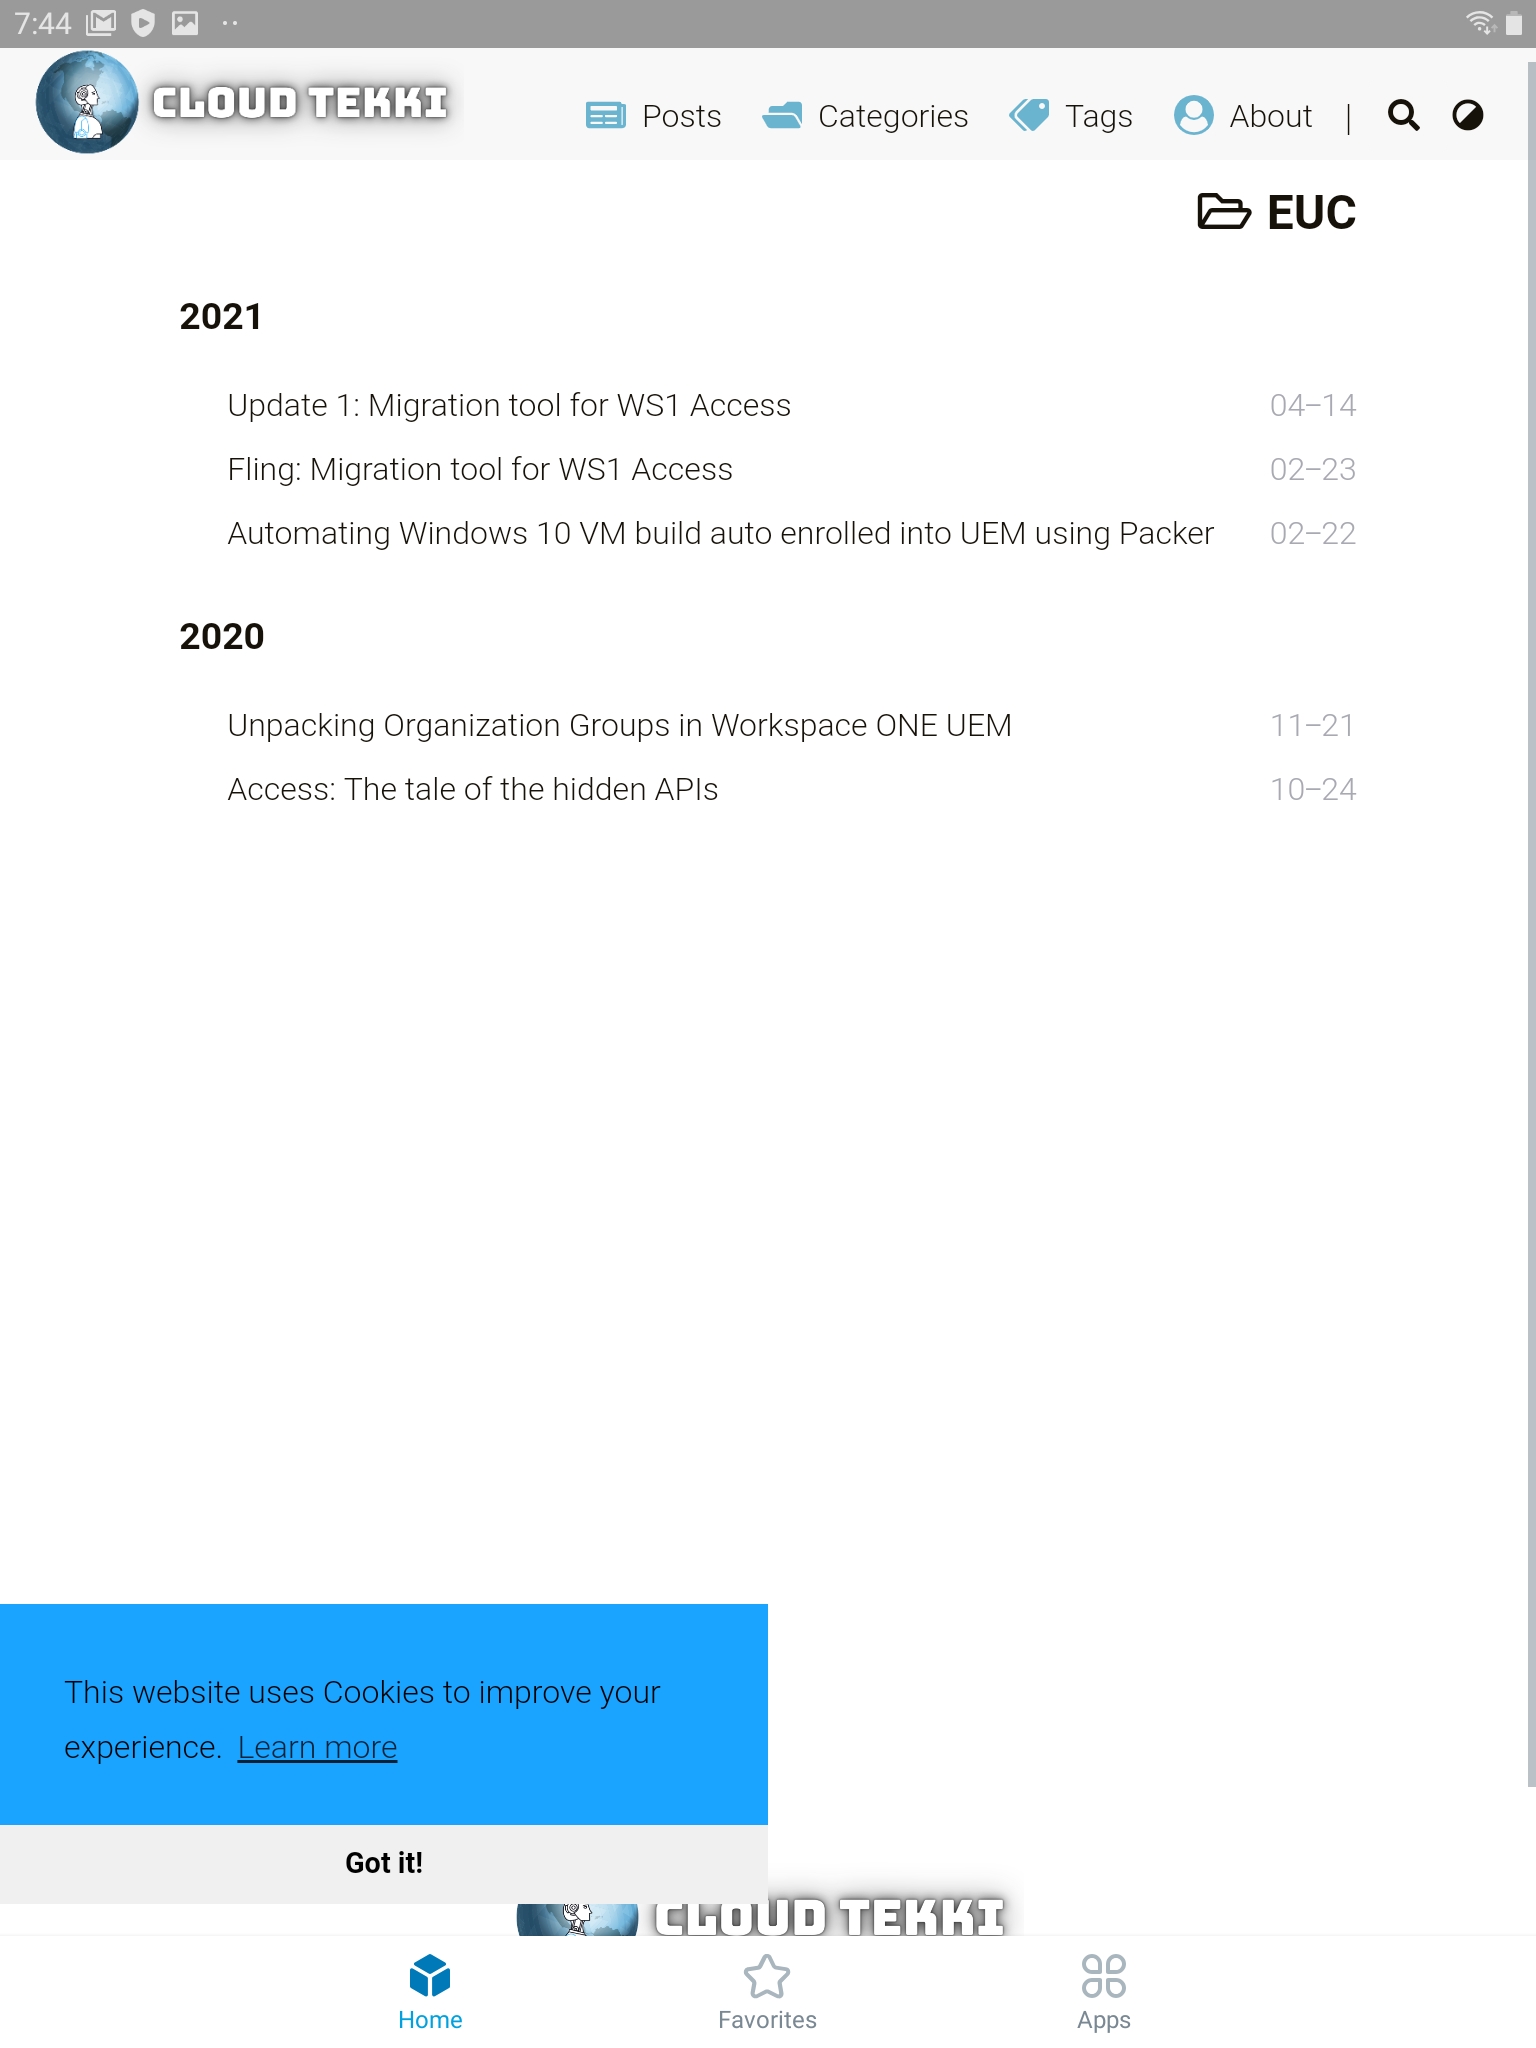 7:44
CLOUD TEKKI
Posts Categories Tags About |
EUC
2021
Update 1: Migration tool for WS1 Access 04–14
Fling: Migration tool for WS1 Access 02–23
Automating Windows 10 VM build auto enrolled into UEM using Packer 02–22
2020
Unpacking Organization Groups in Workspace ONE UEM 11–21
Access: The tale of the hidden APIs 10–24
This website uses Cookies to improve your
experience. Learn more
Got it!
CLOUD TEKKI
Home Favorites Apps